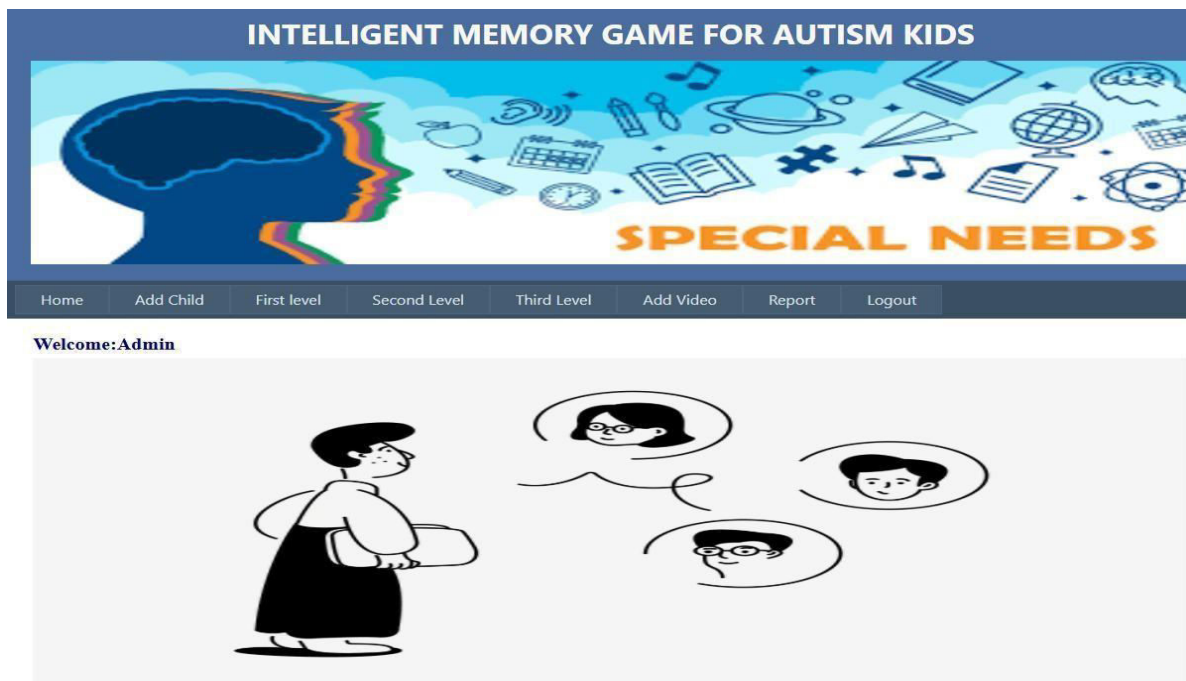 INTELLIGENT MEMORY GAME FOR AUTISM KIDS
SPECIAL NEEDS
Home Add Child First level Second Level Third Level Add Video Report Logout
Welcome:Admin